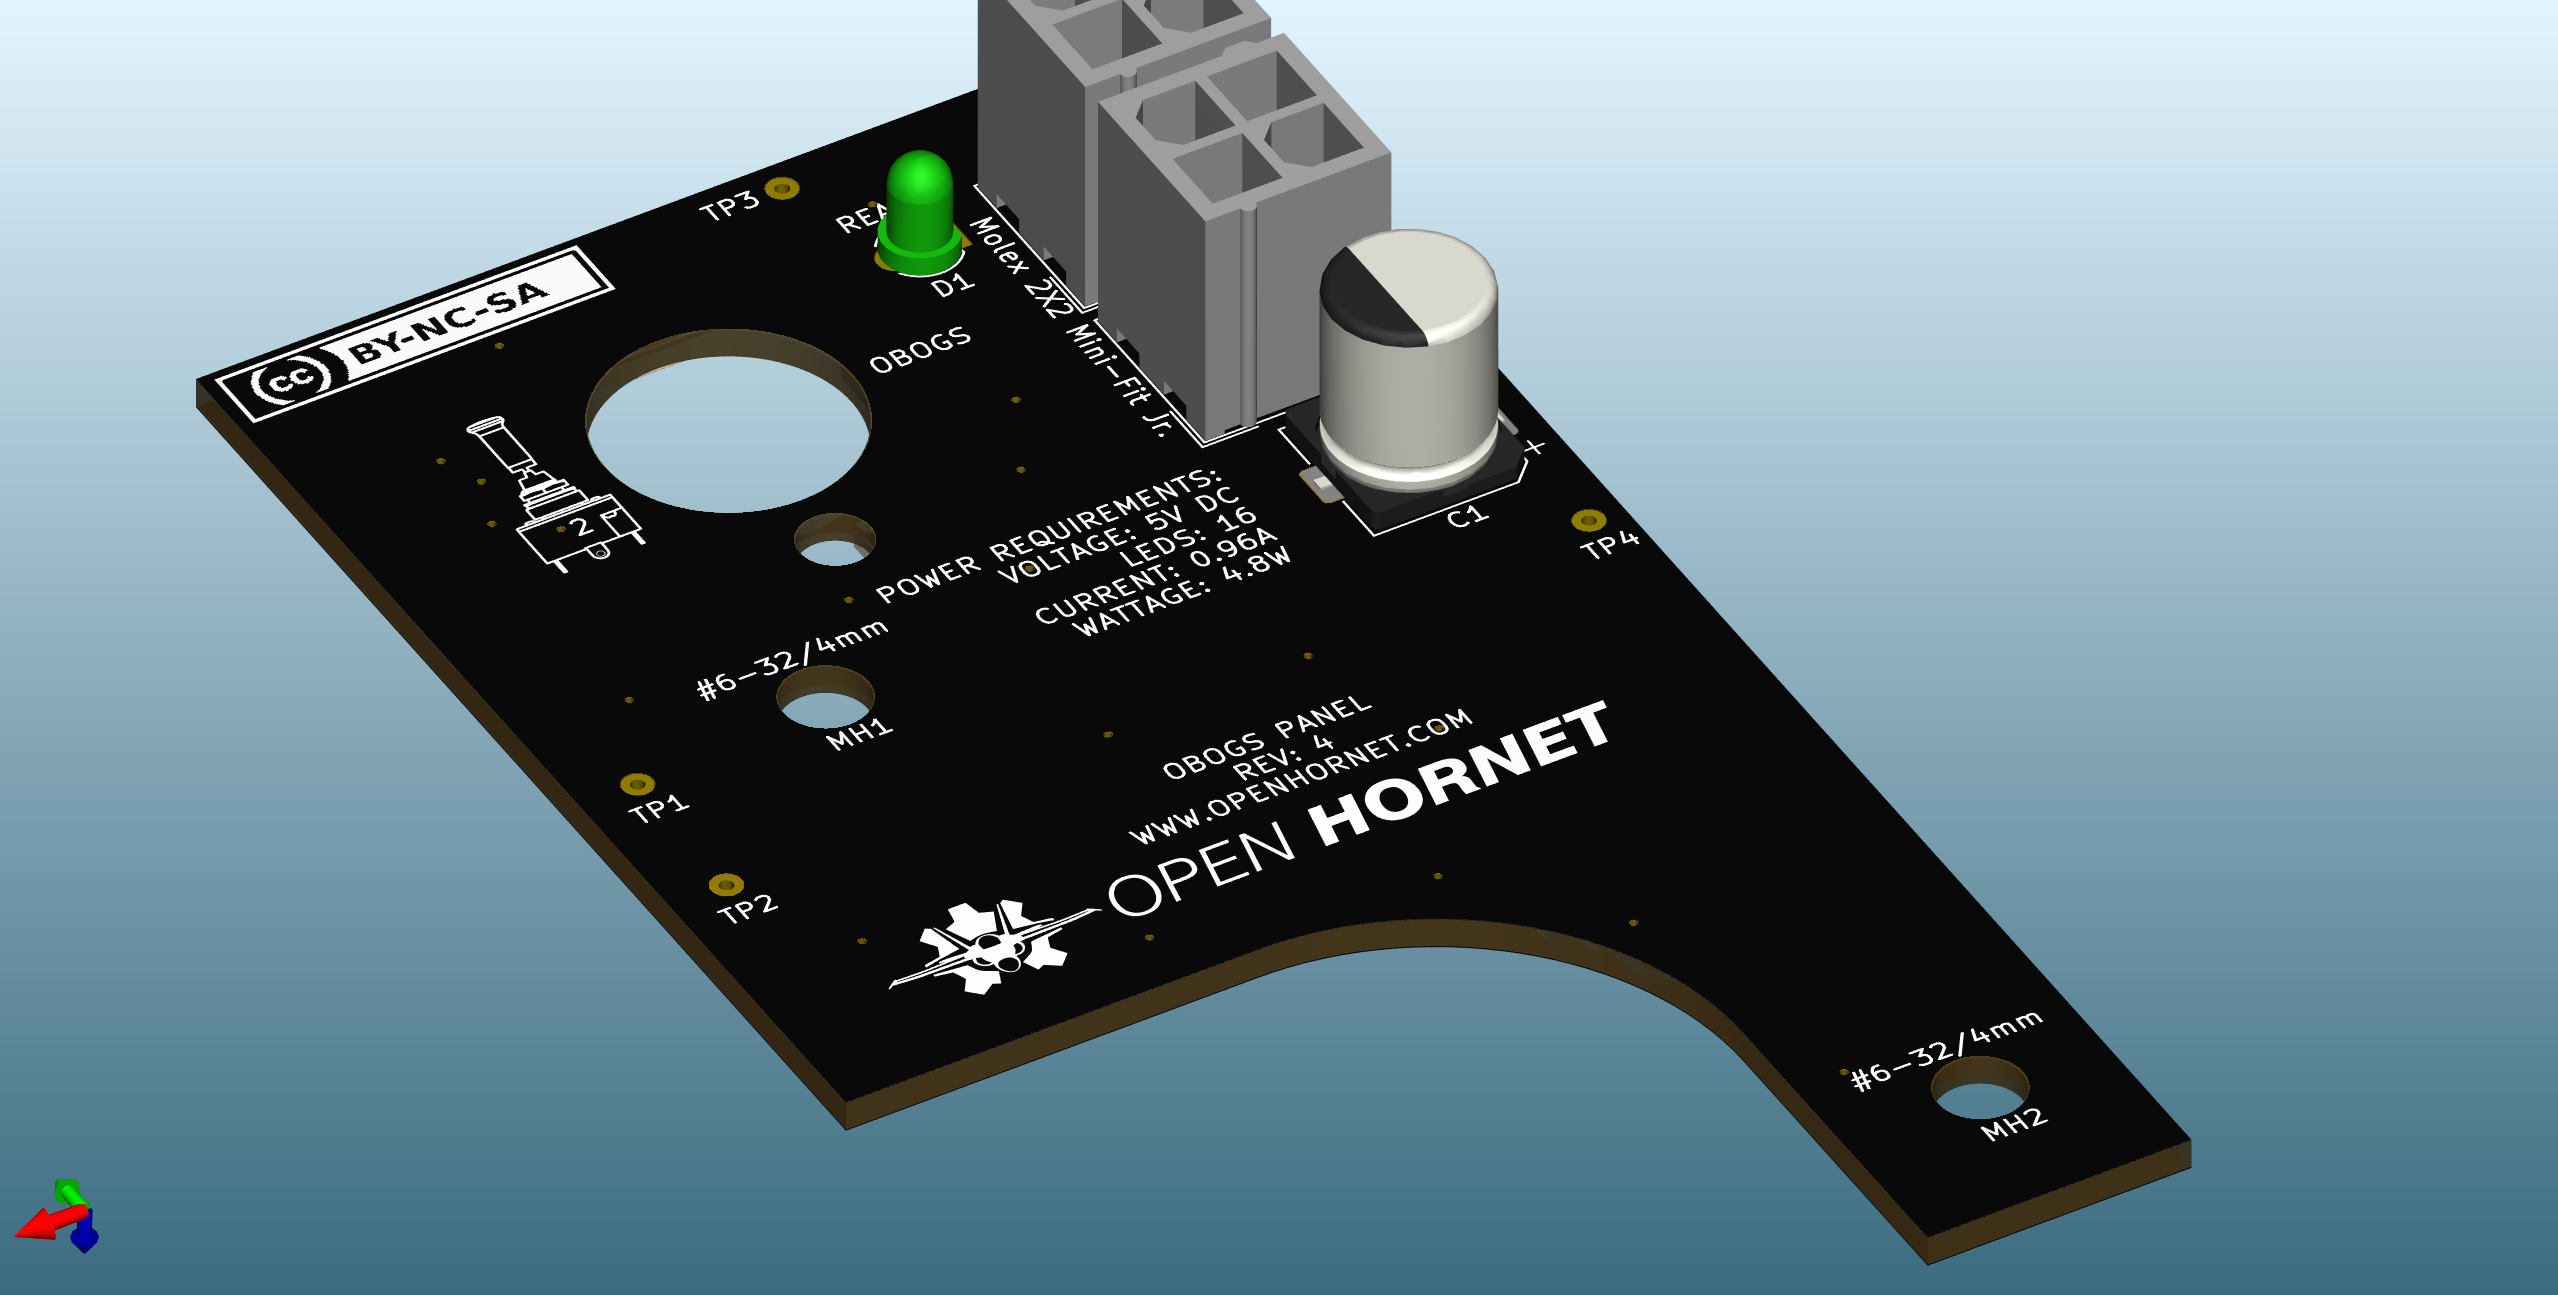 TP3
D1
Molex 2X2 Mini-Fit Jr.
cc BY-NC-SA
OBOGS
2
C1
+
TP4
POWER REQUIREMENTS:
VOLTAGE: 5V DC
LEDS: 16
CURRENT: 0.96A
WATTAGE: 4.8W
#6-32/4mm
MH1
TP1
TP2
OBOGS PANEL
REV: 4
WWW.OPENHORNET.COM
OPEN HORNET
#6-32/4mm
MH2